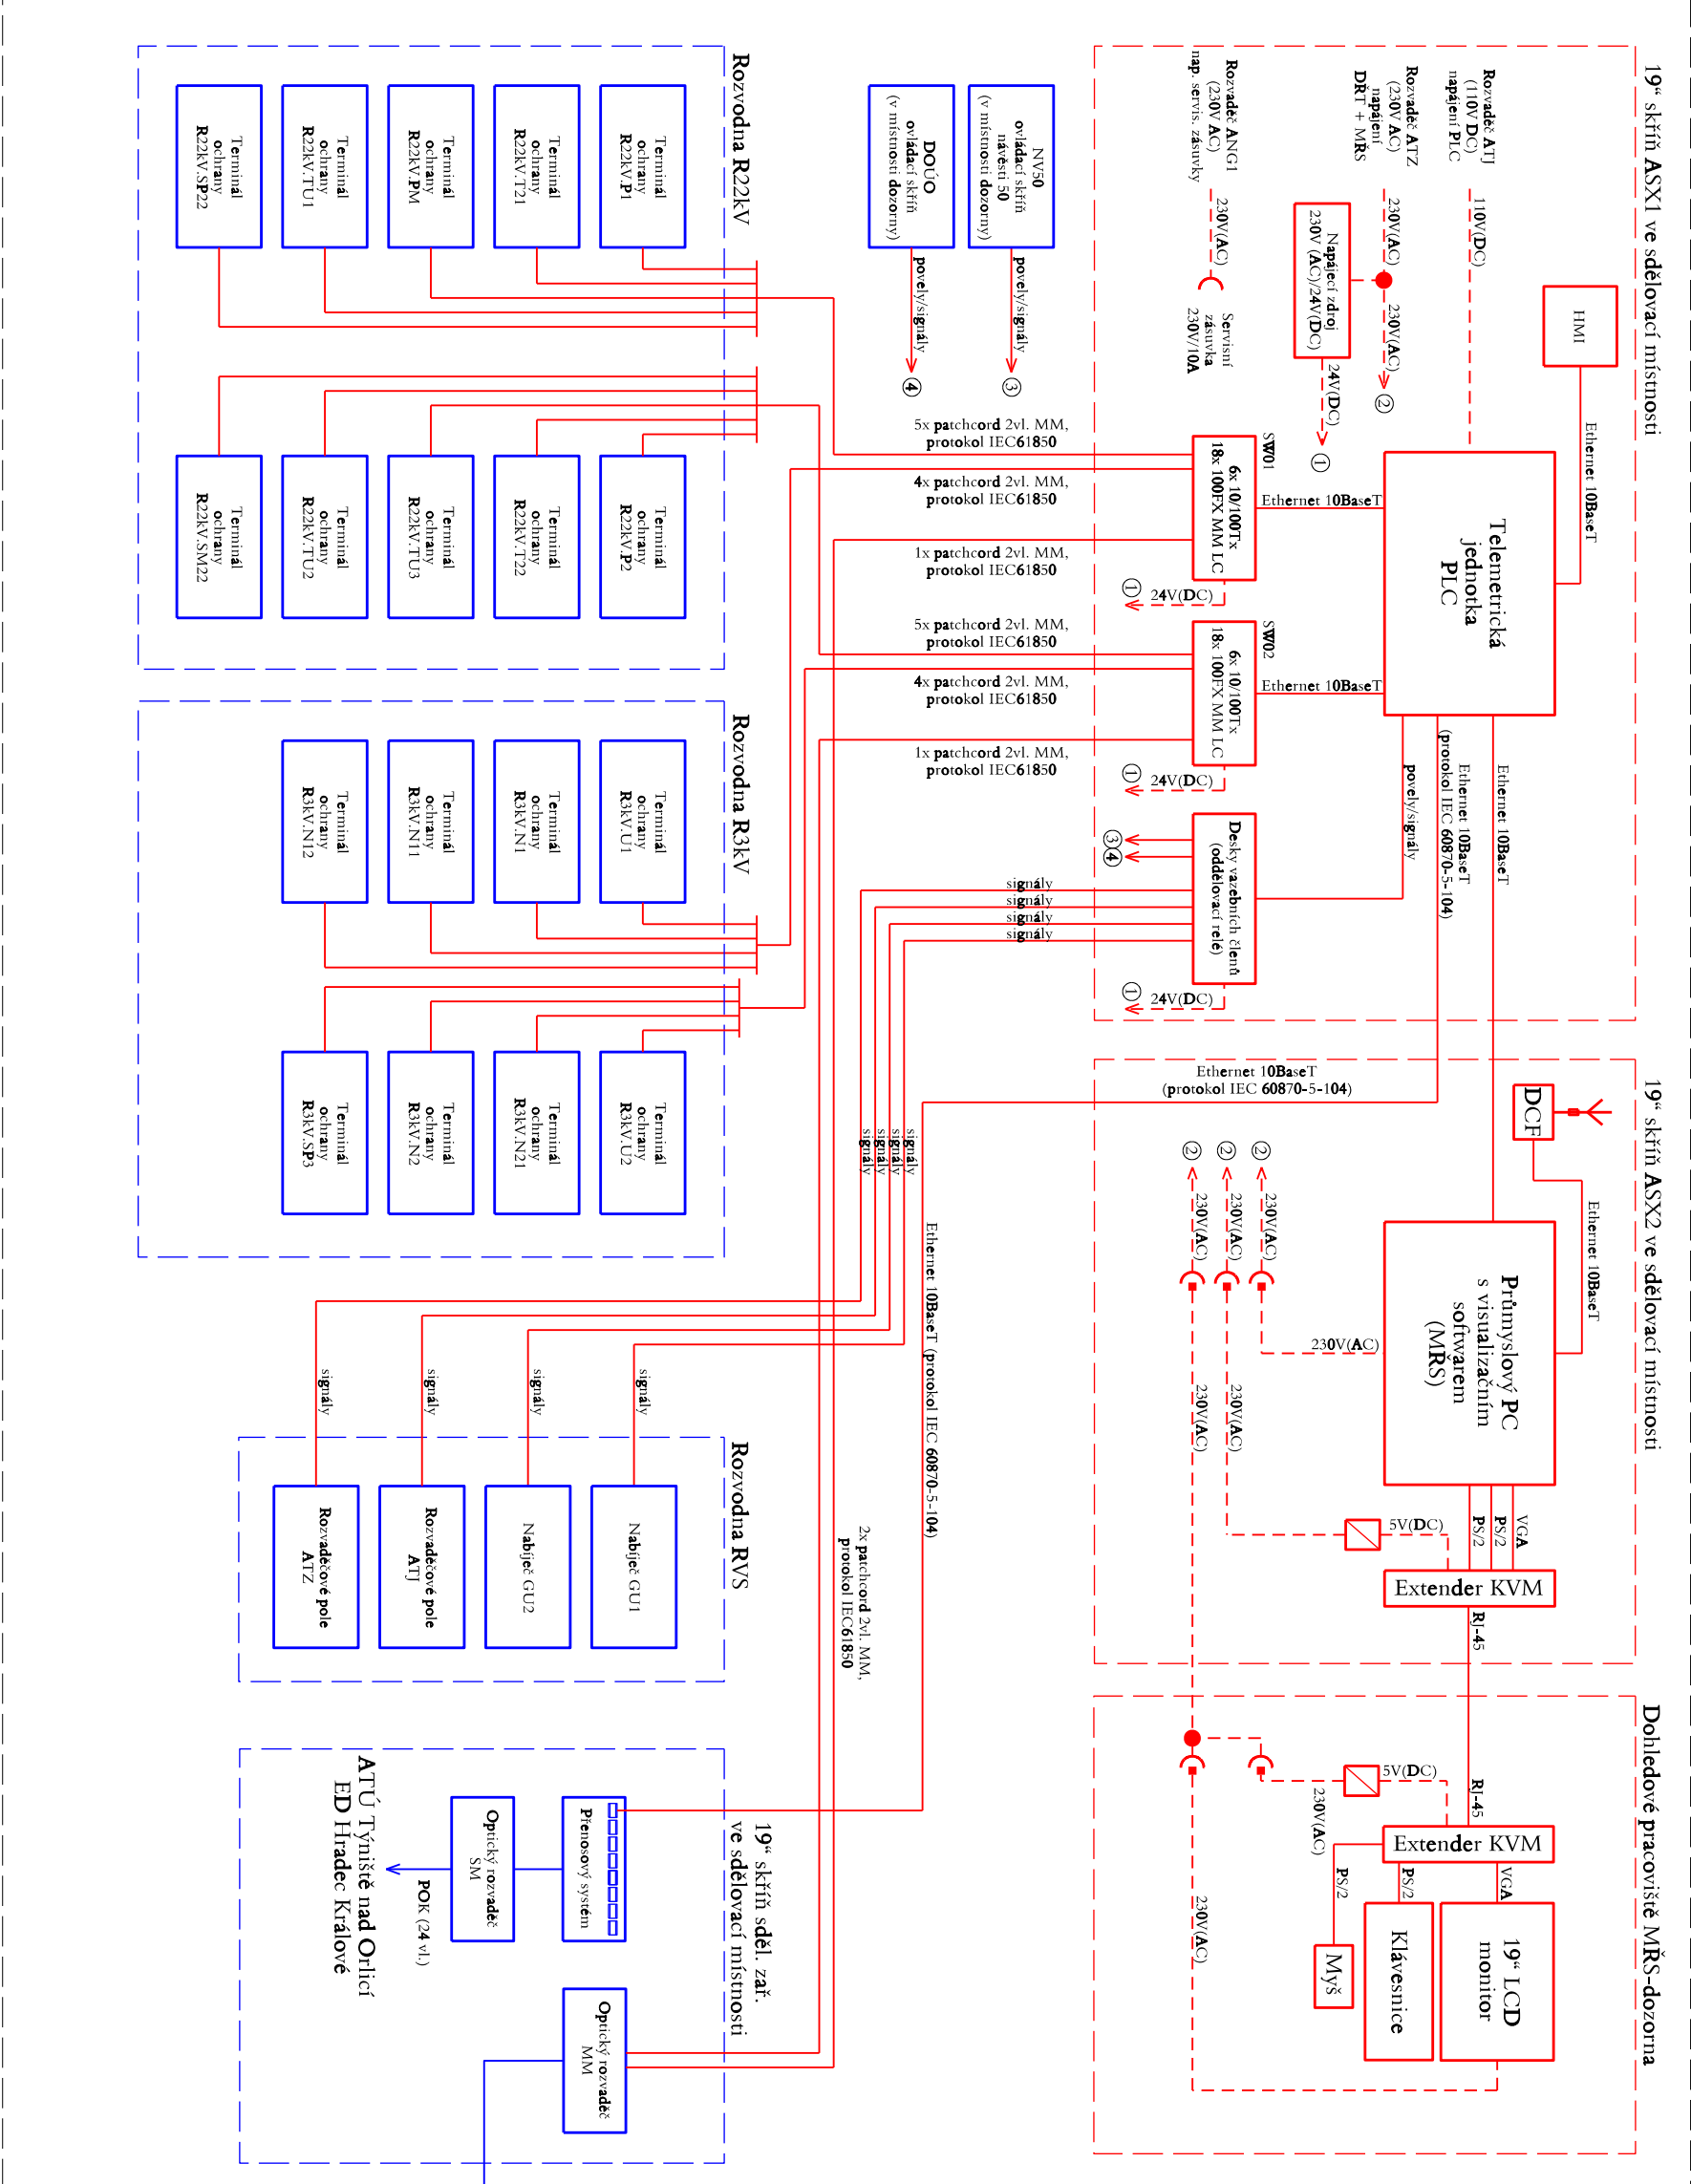 19“ skříň ASX1 ve sdělovací místnosti
Rozvaděč ATJ
(110V DC)
napájení PLC
110V(DC)
HMI
Ethernet 10BaseT
Rozvaděč ATZ
(230V AC)
napájení
DŘT + MŘS
230V(AC)
230V(AC)
②
Napájecí zdroj
230V (AC)/24V(DC)
24V(DC)
①
Rozvaděč ANG1
(230V AC)
nap. servis. zásuvky
230V(AC)
Servisní
zásuvka
230V/10A
Telemetrická
jednotka
PLC
Ethernet 10BaseT
Ethernet 10BaseT
Ethernet 10BaseT
Ethernet 10BaseT
(protokol IEC 60870-5-104)
povely/signály
SW01
6x 10/100Tx
18x 100FX MM LC
24V(DC)
①
SW02
6x 10/100Tx
18x 100FX MM LC
24V(DC)
①
Desky vazebních členů
(oddělovací relé)
③④
24V(DC)
①
19“ skříň ASX2 ve sdělovací místnosti
DCF
Ethernet 10BaseT
Průmyslový PC
s visualizačním
softwarem
(MŘS)
Ethernet 10BaseT
(protokol IEC 60870-5-104)
②
②
②
230V(AC)
230V(AC)
230V(AC)
230V(AC)
230V(AC)
230V(AC)
VGA
PS/2
PS/2
5V(DC)
Extender KVM
RJ-45
Dohledové pracoviště MŘS-dozorna
RJ-45
5V(DC)
230V(AC)
230V(AC)
Extender KVM
VGA
PS/2
PS/2
19“ LCD
monitor
Klávesnice
Myš
NV50
ovládací skříň
návěstí 50
(v místnosti dozorny)
povely/signály
③
DOÚO
ovládací skříň
(v místnosti dozorny)
povely/signály
④
5x patchcord 2vl. MM,
protokol IEC61850
4x patchcord 2vl. MM,
protokol IEC61850
1x patchcord 2vl. MM,
protokol IEC61850
5x patchcord 2vl. MM,
protokol IEC61850
4x patchcord 2vl. MM,
protokol IEC61850
1x patchcord 2vl. MM,
protokol IEC61850
signály
signály
signály
signály
signály
signály
signály
signály
Ethernet 10BaseT (protokol IEC 60870-5-104)
2x patchcord 2vl. MM,
protokol IEC61850
Rozvodna R22kV
Terminál
ochrany
R22kV.P1
Terminál
ochrany
R22kV.T21
Terminál
ochrany
R22kV.PM
Terminál
ochrany
R22kV.TU1
Terminál
ochrany
R22kV.SP22
Terminál
ochrany
R22kV.P2
Terminál
ochrany
R22kV.T22
Terminál
ochrany
R22kV.TU3
Terminál
ochrany
R22kV.TU2
Terminál
ochrany
R22kV.SM22
Rozvodna R3kV
Terminál
ochrany
R3kV.U1
Terminál
ochrany
R3kV.N1
Terminál
ochrany
R3kV.N11
Terminál
ochrany
R3kV.N12
Terminál
ochrany
R3kV.U2
Terminál
ochrany
R3kV.N21
Terminál
ochrany
R3kV.N2
Terminál
ochrany
R3kV.SP3
Rozvodna RVS
signály
signály
signály
signály
Nabíječ GU1
Nabíječ GU2
Rozvaděčové pole
ATJ
Rozvaděčové pole
ATZ
19“ skříň sděl. zař.
ve sdělovací místnosti
Přenosový systém
Optický rozvaděč
SM
POK (24 vl.)
ATÚ Týniště nad Orlicí
ED Hradec Králové
Optický rozvaděč
MM